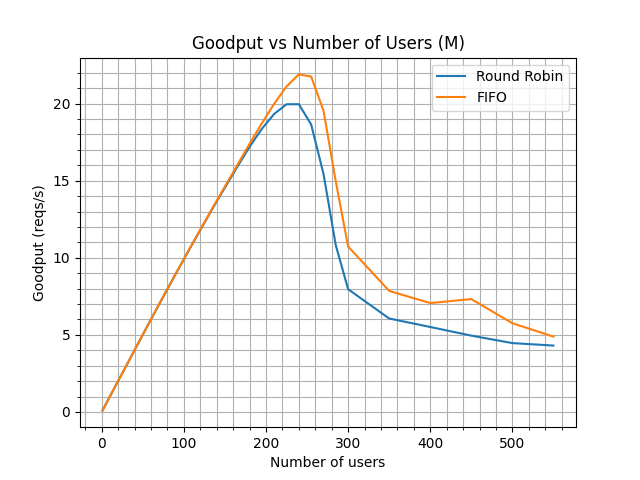 Goodput vs Number of Users (M)
Round Robin
FIFO
Goodput (reqs/s)
20
15
10
5
0
0 100 200 300 400 500
Number of users